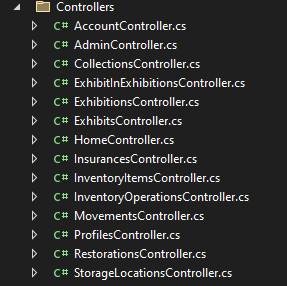 Controllers
C# AccountController.cs
C# AdminController.cs
C# CollectionsController.cs
C# ExhibitInExhibitionsController.cs
C# ExhibitionsController.cs
C# ExhibitsController.cs
C# HomeController.cs
C# InsurancesController.cs
C# InventoryItemsController.cs
C# InventoryOperationsController.cs
C# MovementsController.cs
C# ProfilesController.cs
C# RestorationsController.cs
C# StorageLocationsController.cs